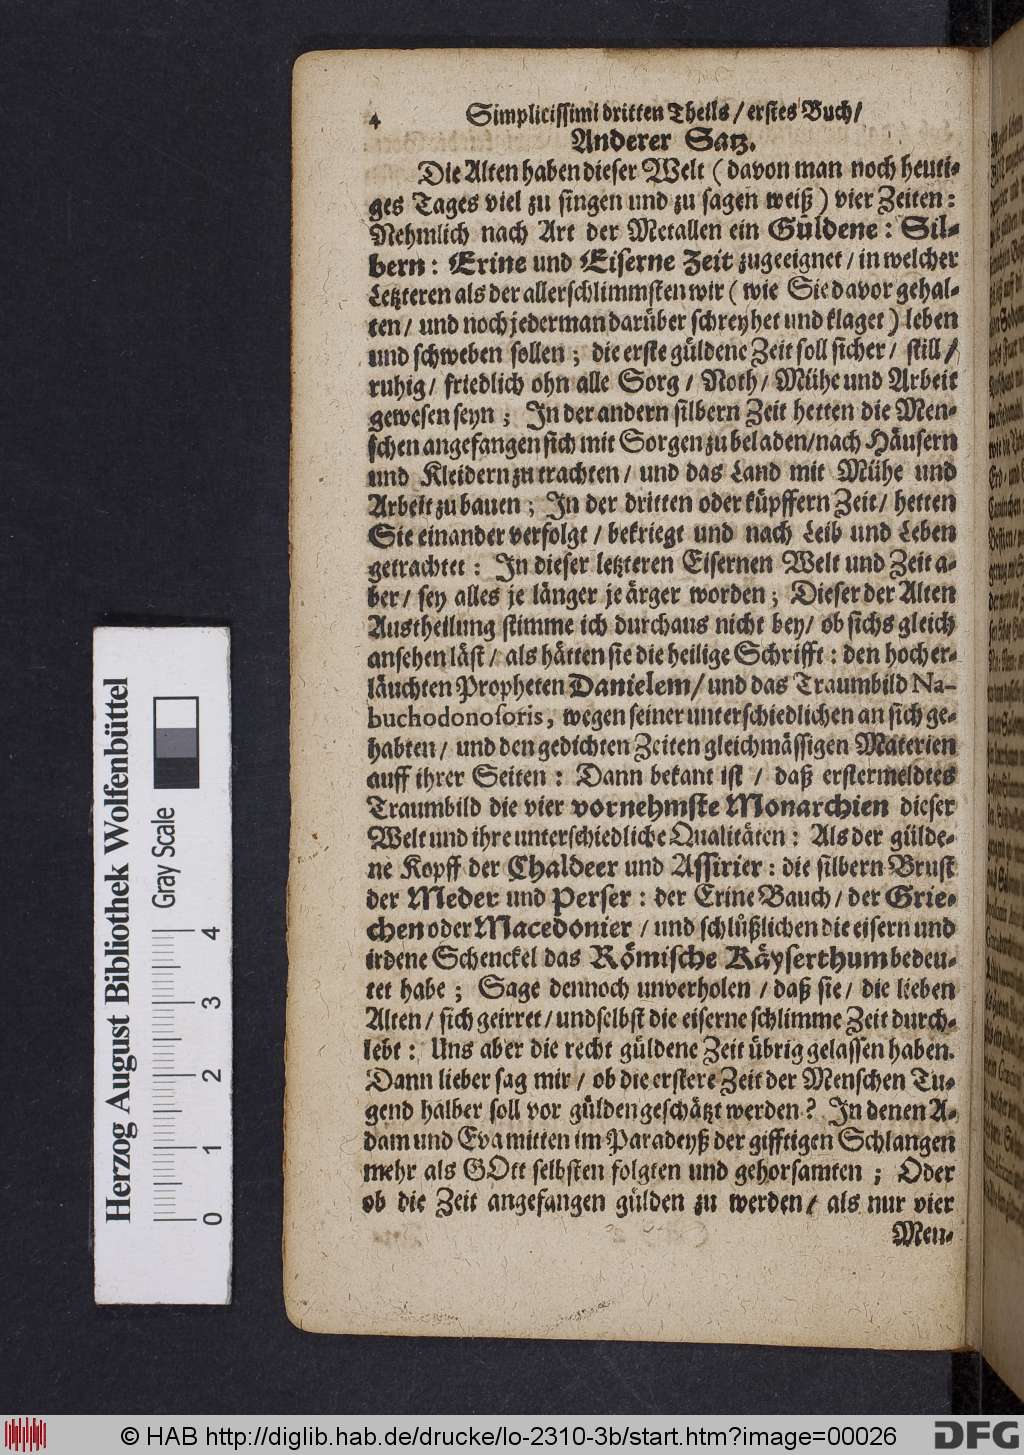 4 Simplicissimi dritten Theils / erstes Buch /
Anderer Satz.
Die Alten haben dieser Welt ( davon man noch heuti-
ges Tages viel zu singen und zu sagen weiß ) vier Zeiten :
Nehmlich nach Art der Metallen ein Güldene : Sil-
bern : Erine und Eiserne Zeit zugeeignet / in welcher
Letzteren als der allerschlimmsten wir ( wie Sie davor gehal-
ten / und noch jederman darüber schreyhet und klaget ) leben
und schweben sollen ; die erste güldene Zeit soll sicher / still /
ruhig / friedlich ohn alle Sorg / Noth / Mühe und Arbeit
gewesen seyn ; In der andern silbern Zeit hetten die Men-
schen angefangen sich mit Sorgen zu beladen / nach Häusern
und Kleidern zu trachten / und das Land mit Mühe und
Arbeit zu bauen ; In der dritten oder küpffern Zeit / hetten
Sie einander verfolgt / bekriegt und nach Leib und Leben
getrachtet : In dieser letzteren Eisernen Welt und Zeit a-
ber / sey alles je länger je ärger worden ; Dieser der Alten
Austheilung stimme ich durchaus nicht bey / ob sichs gleich
ansehen läst / als hätten sie die heilige Schrifft : den hocher-
läuchten Propheten Danielem / und das Traumbild Na-
buchodonosoris, wegen seiner unterschiedlichen an sich ge-
habten / und den gedichten Zeiten gleichmässigen Materien
auff ihrer Seiten : Dann bekant ist / daß erstermeldtes
Traumbild die vier vornehmste Monarchien dieser
Welt und ihre unterschiedliche Qualitäten : Als der gülde-
ne Kopff der Chaldeer und Assirier : die silbern Brust
der Meder und Perser : der Erine Bauch / der Grie-
chen oder Macedonier / und schlüßlichen die eisern und
irdene Schenckel das Römische Käyserthum bedeu-
tet habe ; Sage dennoch unverholen / daß sie / die lieben
Alten / sich geirret / und selbst die eiserne schlimme Zeit durch-
lebt : Uns aber die recht güldene Zeit übrig gelassen haben.
Dann lieber sag mir / ob die erstere Zeit der Menschen Tu-
gend halber soll vor gülden geschätzt werden ? In denen A-
dam und Eva mitten im Paradeyß der gifftigen Schlangen
mehr als GOtt selbsten folgten und gehorsamten ; Oder
ob die Zeit angefangen gülden zu werden / als nur vier
Men-
Herzog August Bibliothek Wolfenbüttel
Gray Scale
0 1 2 3 4
© HAB http://diglib.hab.de/drucke/lo-2310-3b/start.htm?image=00026
DFG